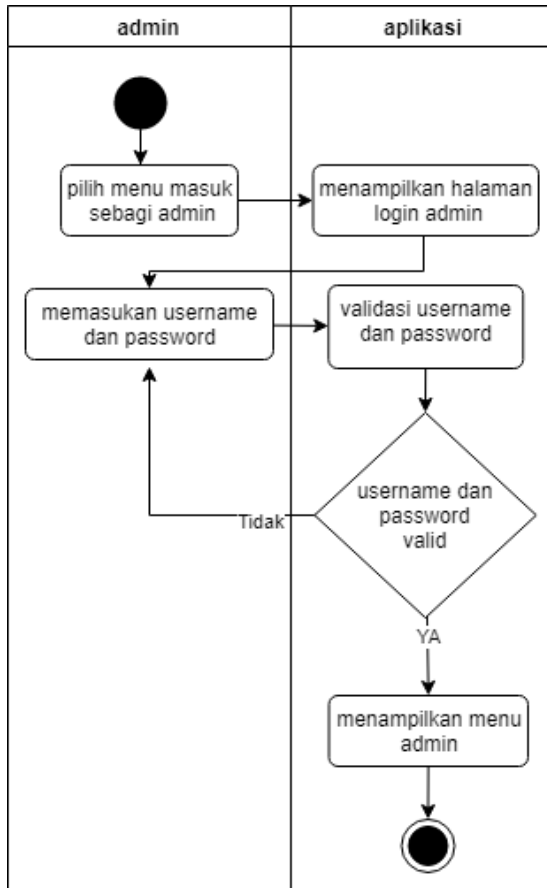 admin
aplikasi
pilih menu masuk
sebagi admin
menampilkan halaman
login admin
memasukan username
dan password
validasi username
dan password
username dan
password
valid
Tidak
YA
menampilkan menu
admin